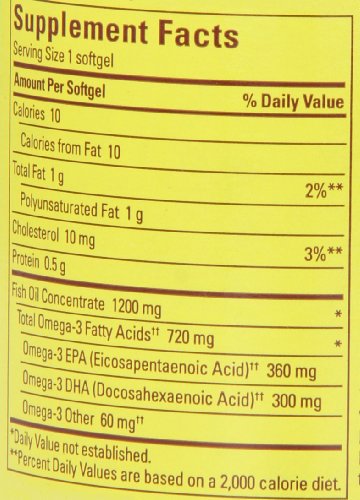 Supplement Facts
Serving Size 1 softgel
Amount Per Softgel % Daily Value
Calories 10
Calories from Fat 10
Total Fat 1 g 2%**
Polyunsaturated Fat 1 g
Cholesterol 10 mg 3%**
Protein 0.5 g
Fish Oil Concentrate 1200 mg *
Total Omega-3 Fatty Acids†† 720 mg *
Omega-3 EPA (Eicosapentaenoic Acid)†† 360 mg
Omega-3 DHA (Docosahexaenoic Acid)†† 300 mg
Omega-3 Other 60 mg††
*Daily Value not established.
**Percent Daily Values are based on a 2,000 calorie diet.